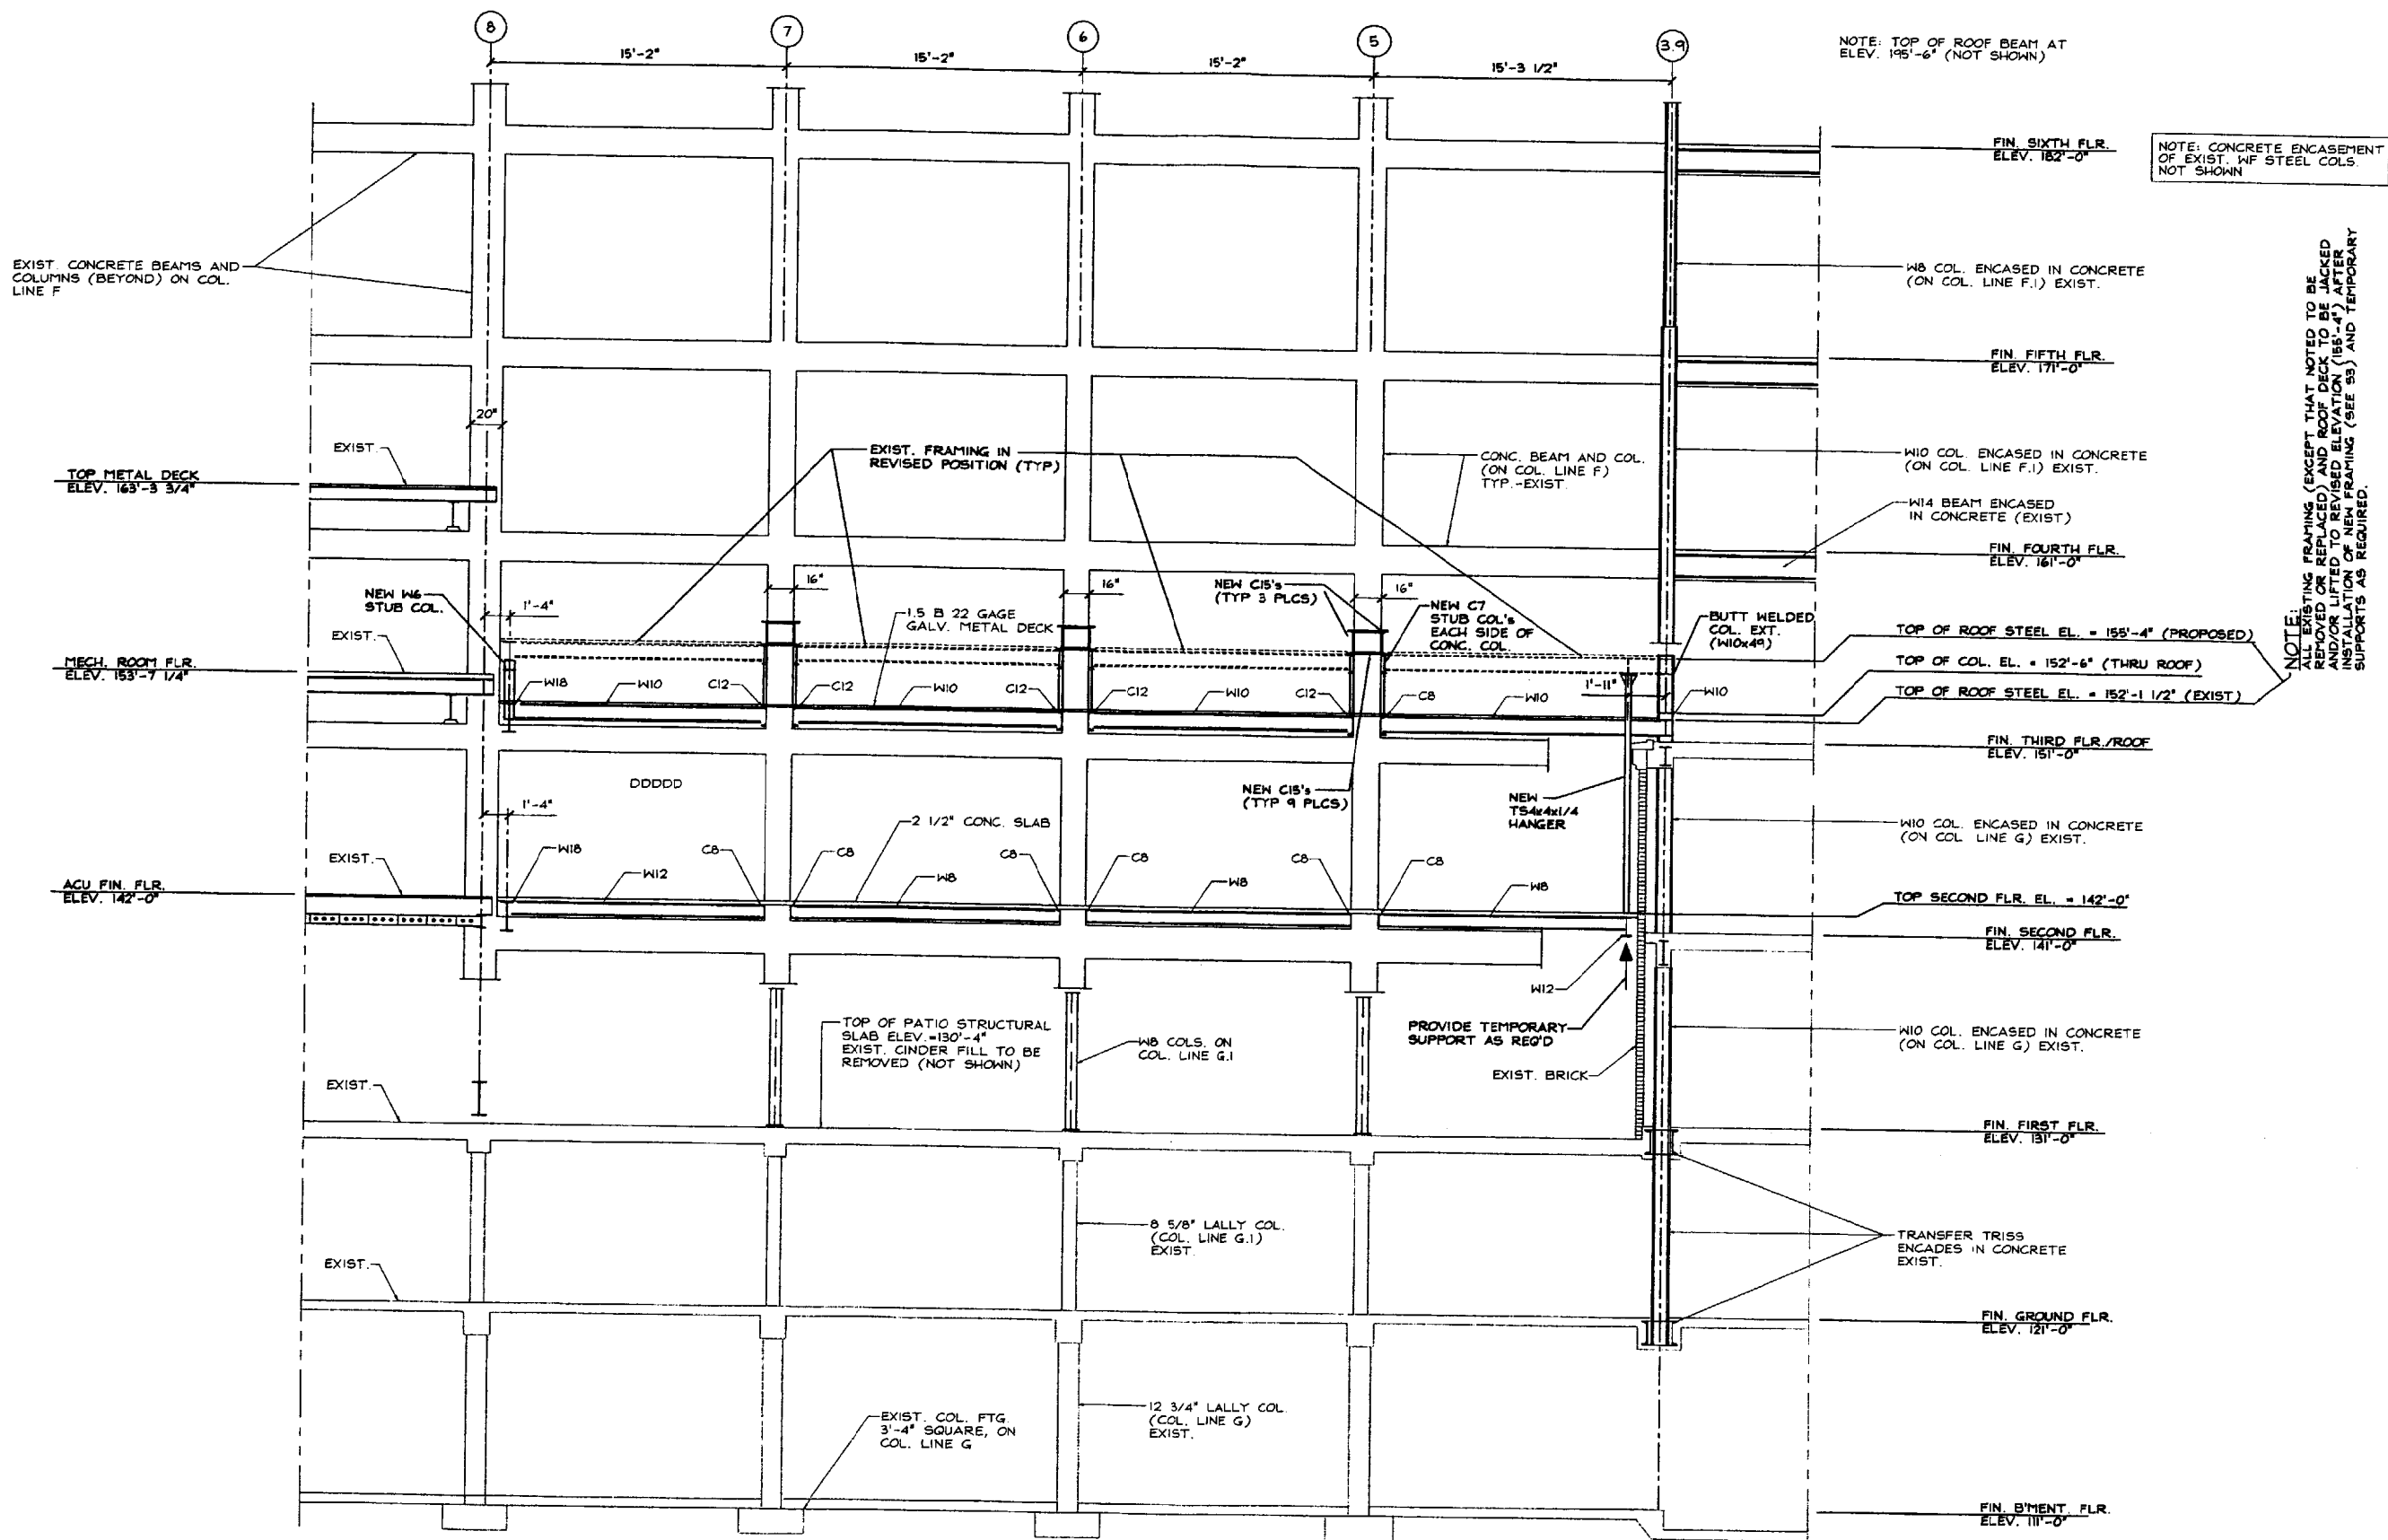 8
7
6
5
3.9
15'-2"
15'-2"
15'-2"
15'-3 1/2"
NOTE: TOP OF ROOF BEAM AT
ELEV. 195'-6" (NOT SHOWN)
FIN. SIXTH FLR.
ELEV. 182'-0"
NOTE: CONCRETE ENCASEMENT
OF EXIST. WF STEEL COLS.
NOT SHOWN
EXIST. CONCRETE BEAMS AND
COLUMNS (BEYOND) ON COL.
LINE F
W8 COL. ENCASED IN CONCRETE
(ON COL. LINE F.1) EXIST.
FIN. FIFTH FLR.
ELEV. 171'-0"
NOTE:
ALL EXISTING FRAMING (EXCEPT THAT NOTED TO BE
REMOVED OR REPLACED) AND ROOF DECK TO BE JACKED
AND/OR LIFTED TO REVISED ELEVATION (155'-4") AFTER
INSTALLATION OF NEW FRAMING (SEE S3) AND TEMPORARY
SUPPORTS AS REQUIRED.
20"
EXIST.
TOP METAL DECK
ELEV. 163'-3 3/4"
EXIST. FRAMING IN
REVISED POSITION (TYP)
CONC. BEAM AND COL.
(ON COL. LINE F)
TYP.-EXIST.
W10 COL. ENCASED IN CONCRETE
(ON COL. LINE F.1) EXIST.
W14 BEAM ENCASED
IN CONCRETE (EXIST)
FIN. FOURTH FLR.
ELEV. 161'-0"
NEW W6
STUB COL.
1'-4"
16"
1.5 B 22 GAGE
GALV. METAL DECK
16"
NEW C15's
(TYP 3 PLCS)
16"
NEW C7
STUB COL's
EACH SIDE OF
CONC. COL.
BUTT WELDED
COL. EXT.
(W10x49)
TOP OF ROOF STEEL EL. = 155'-4" (PROPOSED)
TOP OF COL. EL. = 152'-6" (THRU ROOF)
TOP OF ROOF STEEL EL. = 152'-1 1/2" (EXIST)
EXIST.
MECH. ROOM FLR.
ELEV. 153'-7 1/4"
W18
W10
C12
C12
W10
C12
C12
W10
C12
C8
W10
1'-11"
W10
FIN. THIRD FLR./ROOF
ELEV. 151'-0"
DDDDD
NEW C15's
(TYP 9 PLCS)
NEW
TS4x4x1/4
HANGER
1'-4"
2 1/2" CONC. SLAB
W10 COL. ENCASED IN CONCRETE
(ON COL. LINE G) EXIST.
EXIST.
W18
W12
C8
C8
W8
C8
C8
W8
C8
C8
W8
ACU FIN. FLR.
ELEV. 142'-0"
TOP SECOND FLR. EL. = 142'-0"
FIN. SECOND FLR.
ELEV. 141'-0"
W12
PROVIDE TEMPORARY
SUPPORT AS REQ'D
TOP OF PATIO STRUCTURAL
SLAB ELEV.=130'-4"
EXIST. CINDER FILL TO BE
REMOVED (NOT SHOWN)
W8 COLS. ON
COL. LINE G.1
W10 COL. ENCASED IN CONCRETE
(ON COL. LINE G) EXIST.
EXIST. BRICK
EXIST.
FIN. FIRST FLR.
ELEV. 131'-0"
8 5/8" LALLY COL.
(COL. LINE G.1)
EXIST.
TRANSFER TRISS
ENCADES IN CONCRETE
EXIST.
EXIST.
FIN. GROUND FLR.
ELEV. 121'-0"
EXIST. COL. FTG.
3'-4" SQUARE, ON
COL. LINE G
12 3/4" LALLY COL.
(COL. LINE G)
EXIST.
FIN. B'MENT. FLR.
ELEV. 111'-0"